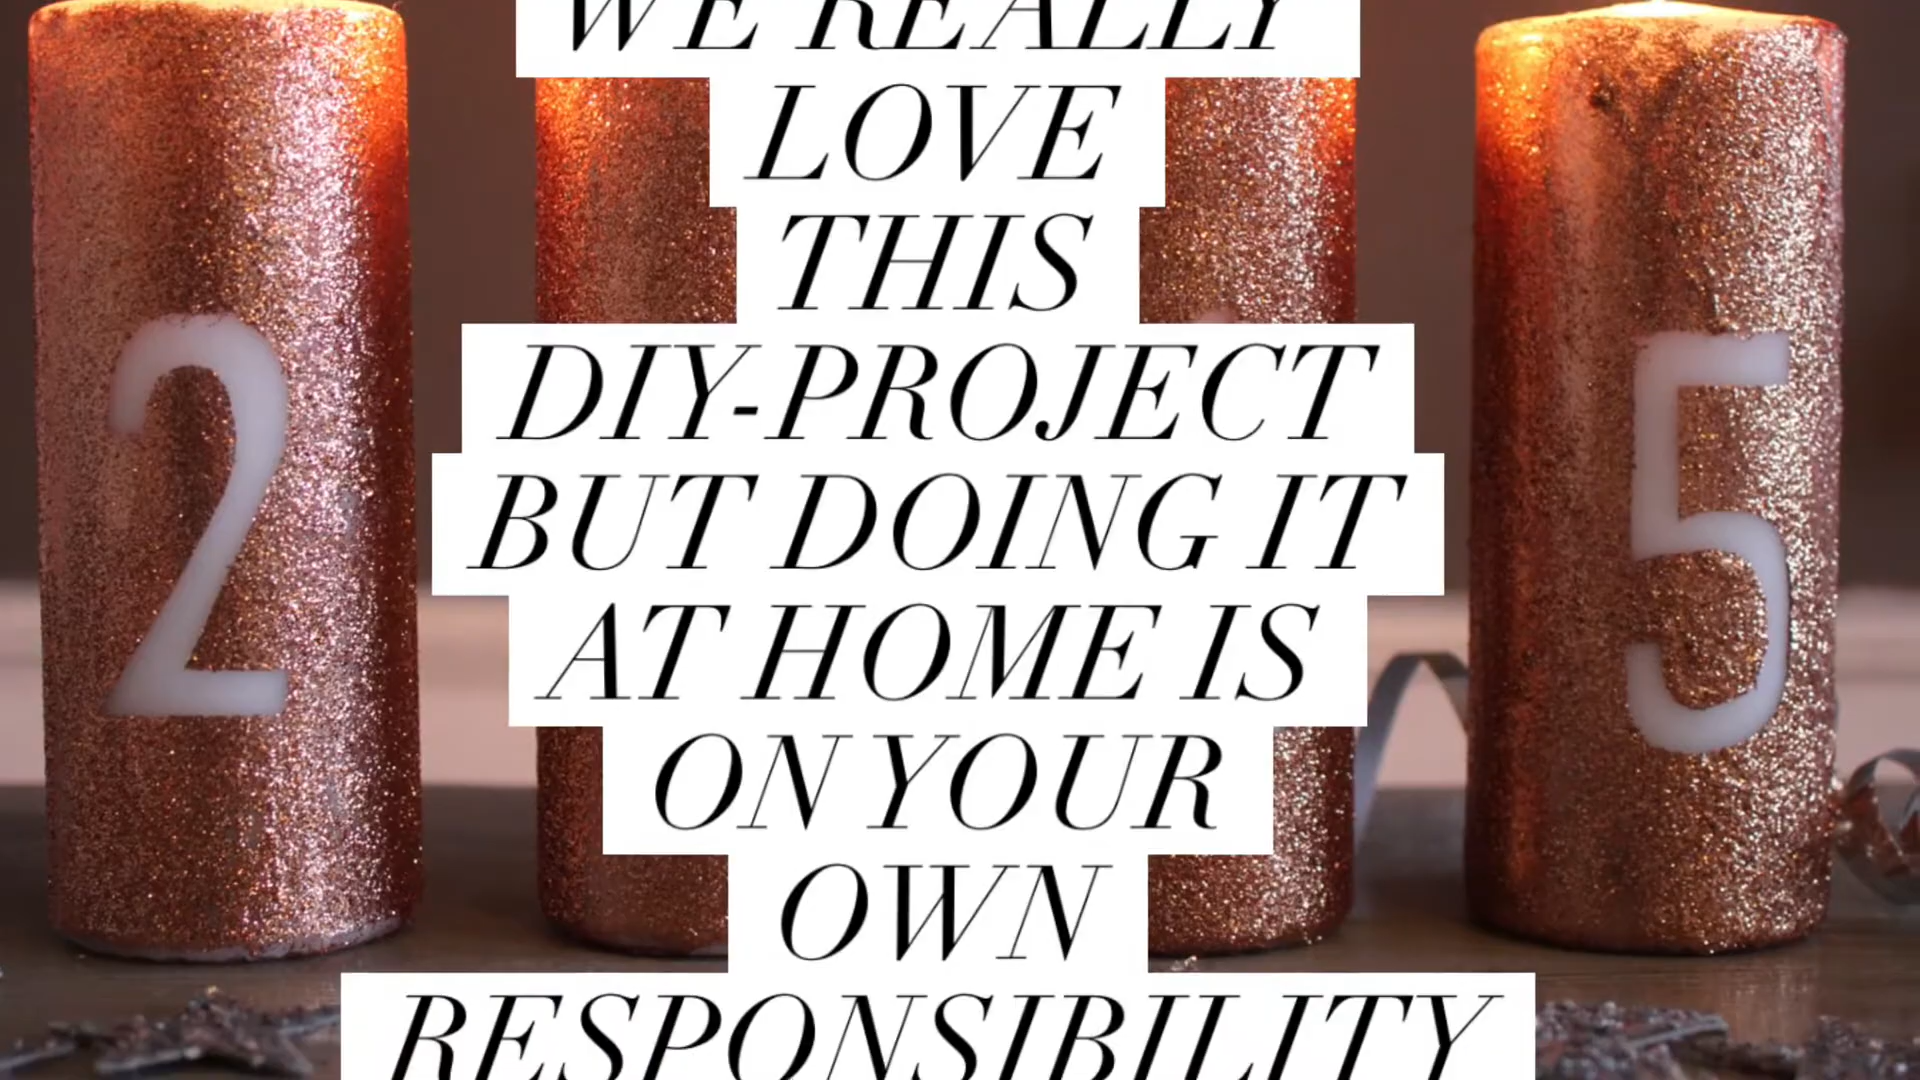 WE REALLY
LOVE
THIS
DIY-PROJECT
BUT DOING IT
AT HOME IS
ON YOUR
OWN
RESPONSIBILITY
2
5